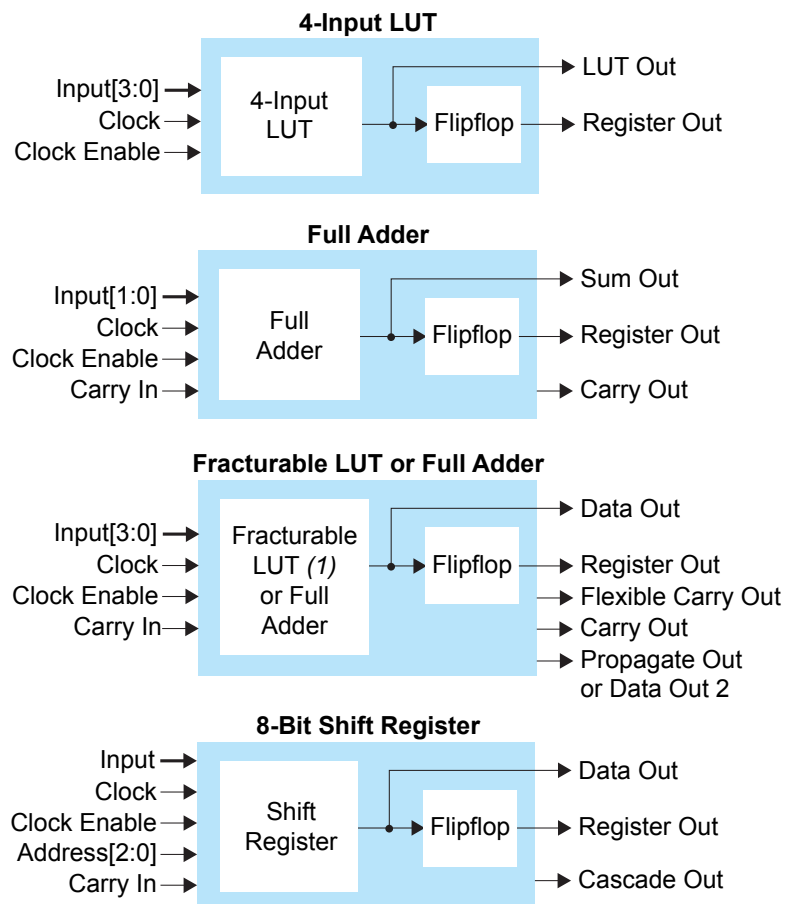 4-Input LUT
Input[3:0]
Clock
Clock Enable
4-Input
LUT
Flipflop
LUT Out
Register Out
Full Adder
Input[1:0]
Clock
Clock Enable
Carry In
Full
Adder
Flipflop
Sum Out
Register Out
Carry Out
Fracturable LUT or Full Adder
Input[3:0]
Clock
Clock Enable
Carry In
Fracturable
LUT (1)
or Full
Adder
Flipflop
Data Out
Register Out
Flexible Carry Out
Carry Out
Propagate Out
or Data Out 2
8-Bit Shift Register
Input
Clock
Clock Enable
Address[2:0]
Carry In
Shift
Register
Flipflop
Data Out
Register Out
Cascade Out